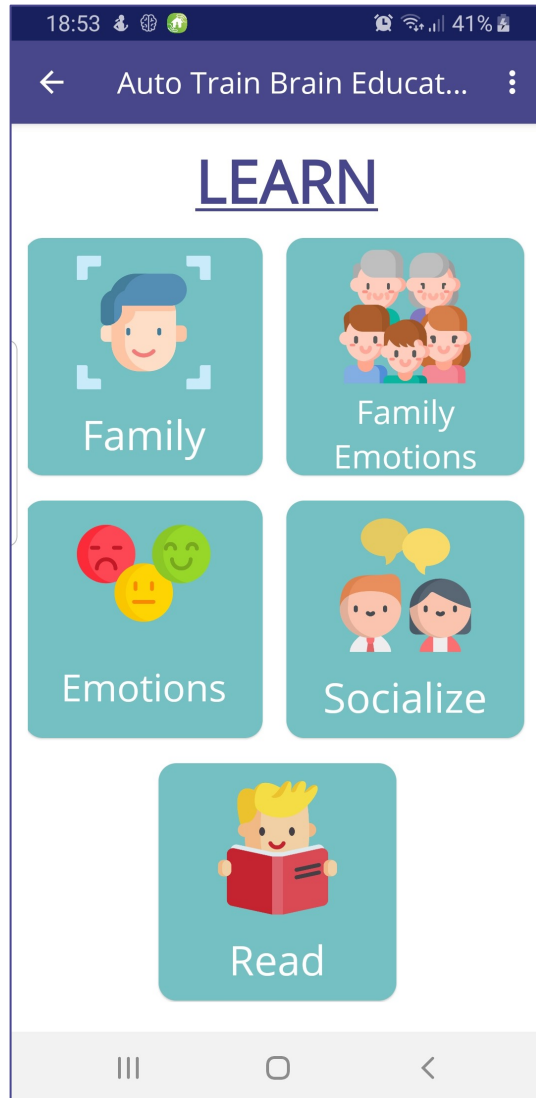 18:53 41%
Auto Train Brain Educat...
LEARN
Family
Family
Emotions
Emotions
Socialize
Read